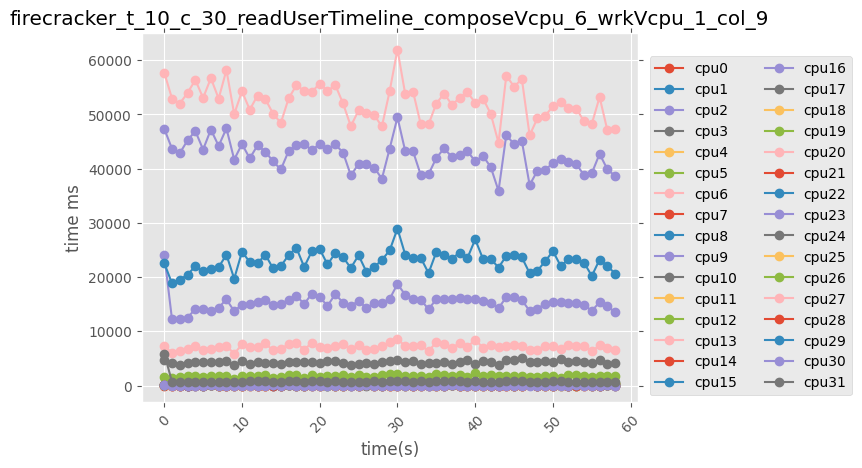 firecracker_t_10_c_30_readUserTimeline_composeVcpu_6_wrkVcpu_1_col_9
60000
50000
40000
30000
20000
10000
0
time ms
0
10
20
30
40
50
60
time(s)
cpu0
cpu1
cpu2
cpu3
cpu4
cpu5
cpu6
cpu7
cpu8
cpu9
cpu10
cpu11
cpu12
cpu13
cpu14
cpu15
cpu16
cpu17
cpu18
cpu19
cpu20
cpu21
cpu22
cpu23
cpu24
cpu25
cpu26
cpu27
cpu28
cpu29
cpu30
cpu31